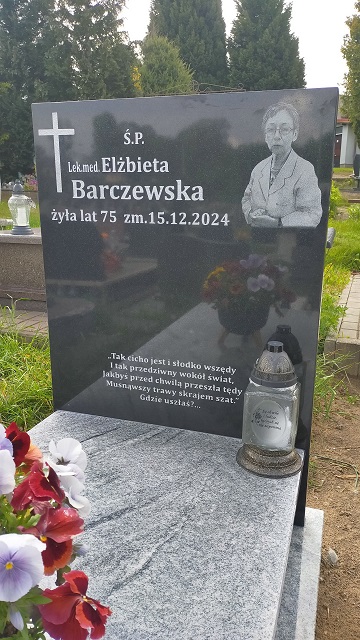 Ś.P.
Lek.med. Elżbieta
Barczewska
żyła lat 75 zm.15.12.2024
„Tak cicho jest i słodko wszędy
I tak przedziwny wokół świat,
Jakbyś przed chwilą przeszła tędy
Musnąwszy trawy skrajem szat."
Gdzie uszłaś?...